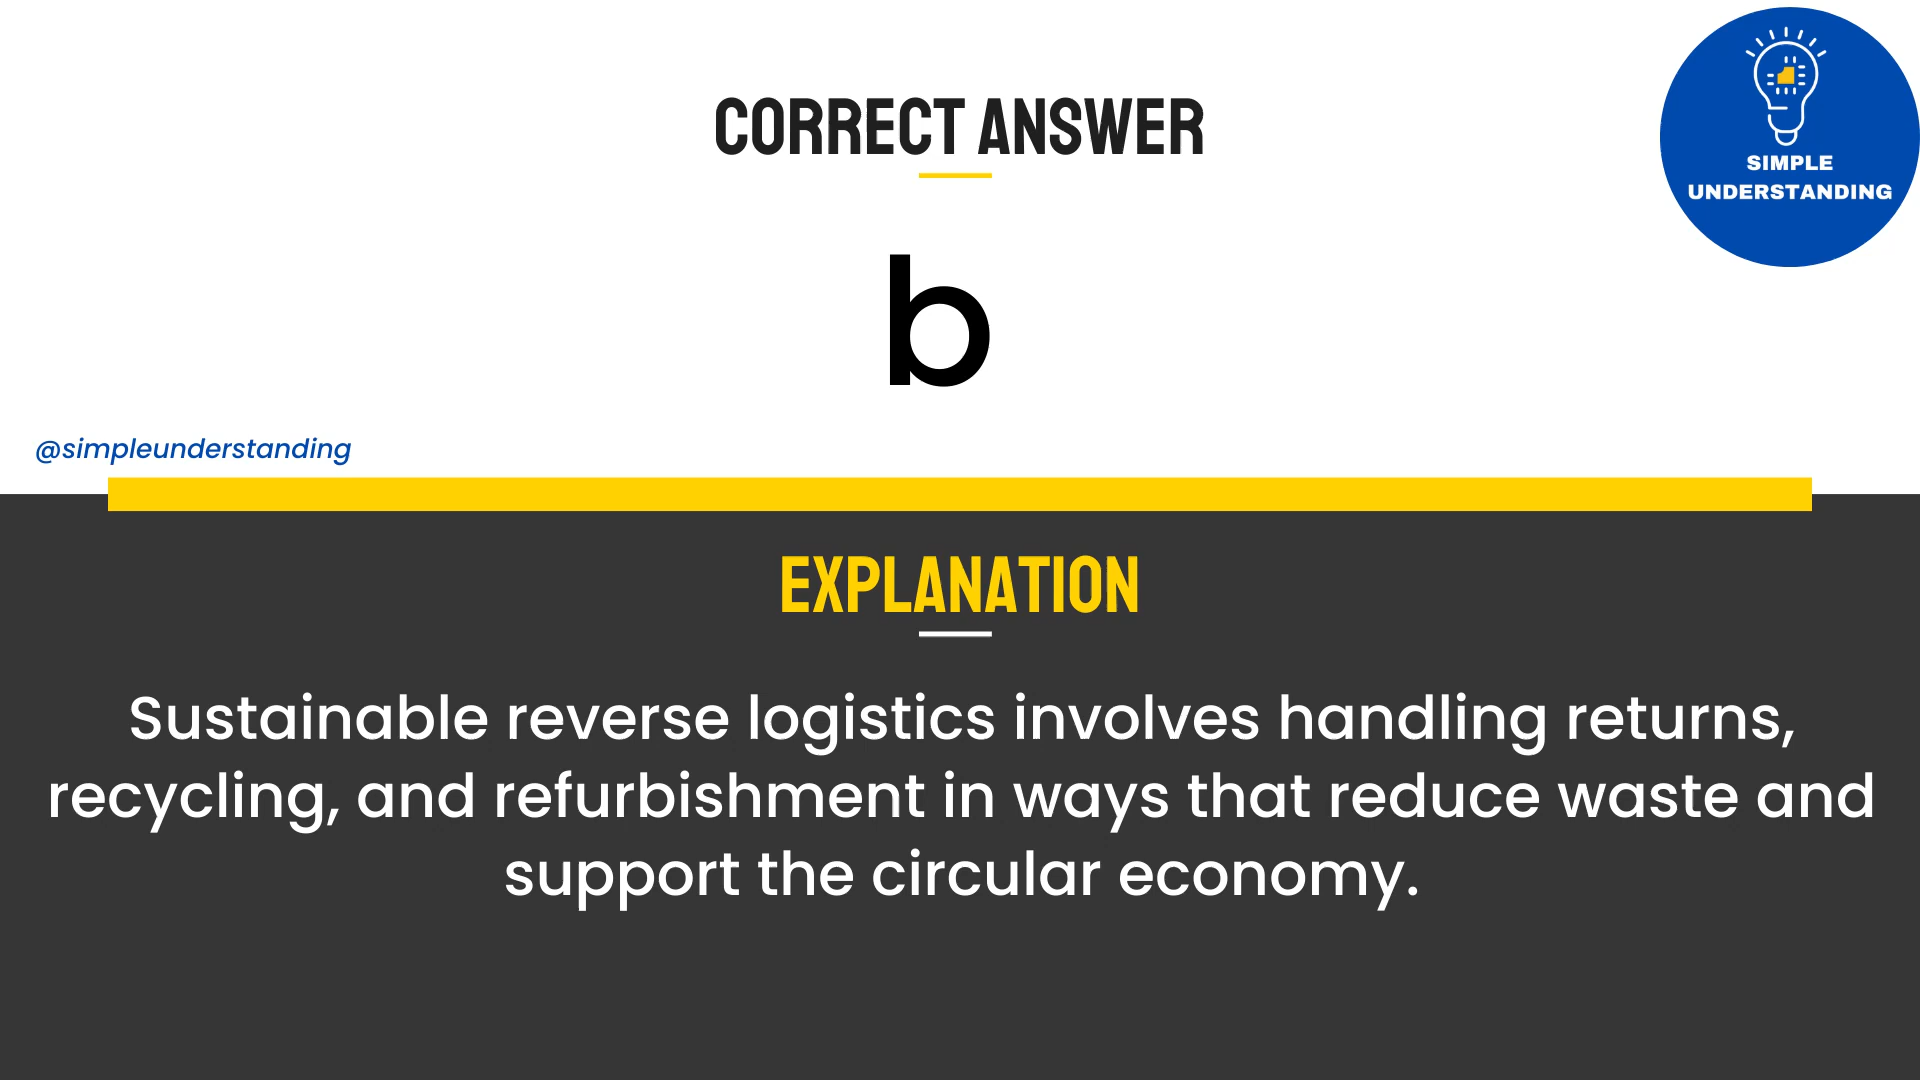 CORRECT ANSWER
SIMPLE
UNDERSTANDING
b
@simpleunderstanding
EXPLANATION
Sustainable reverse logistics involves handling returns,
recycling, and refurbishment in ways that reduce waste and
support the circular economy.